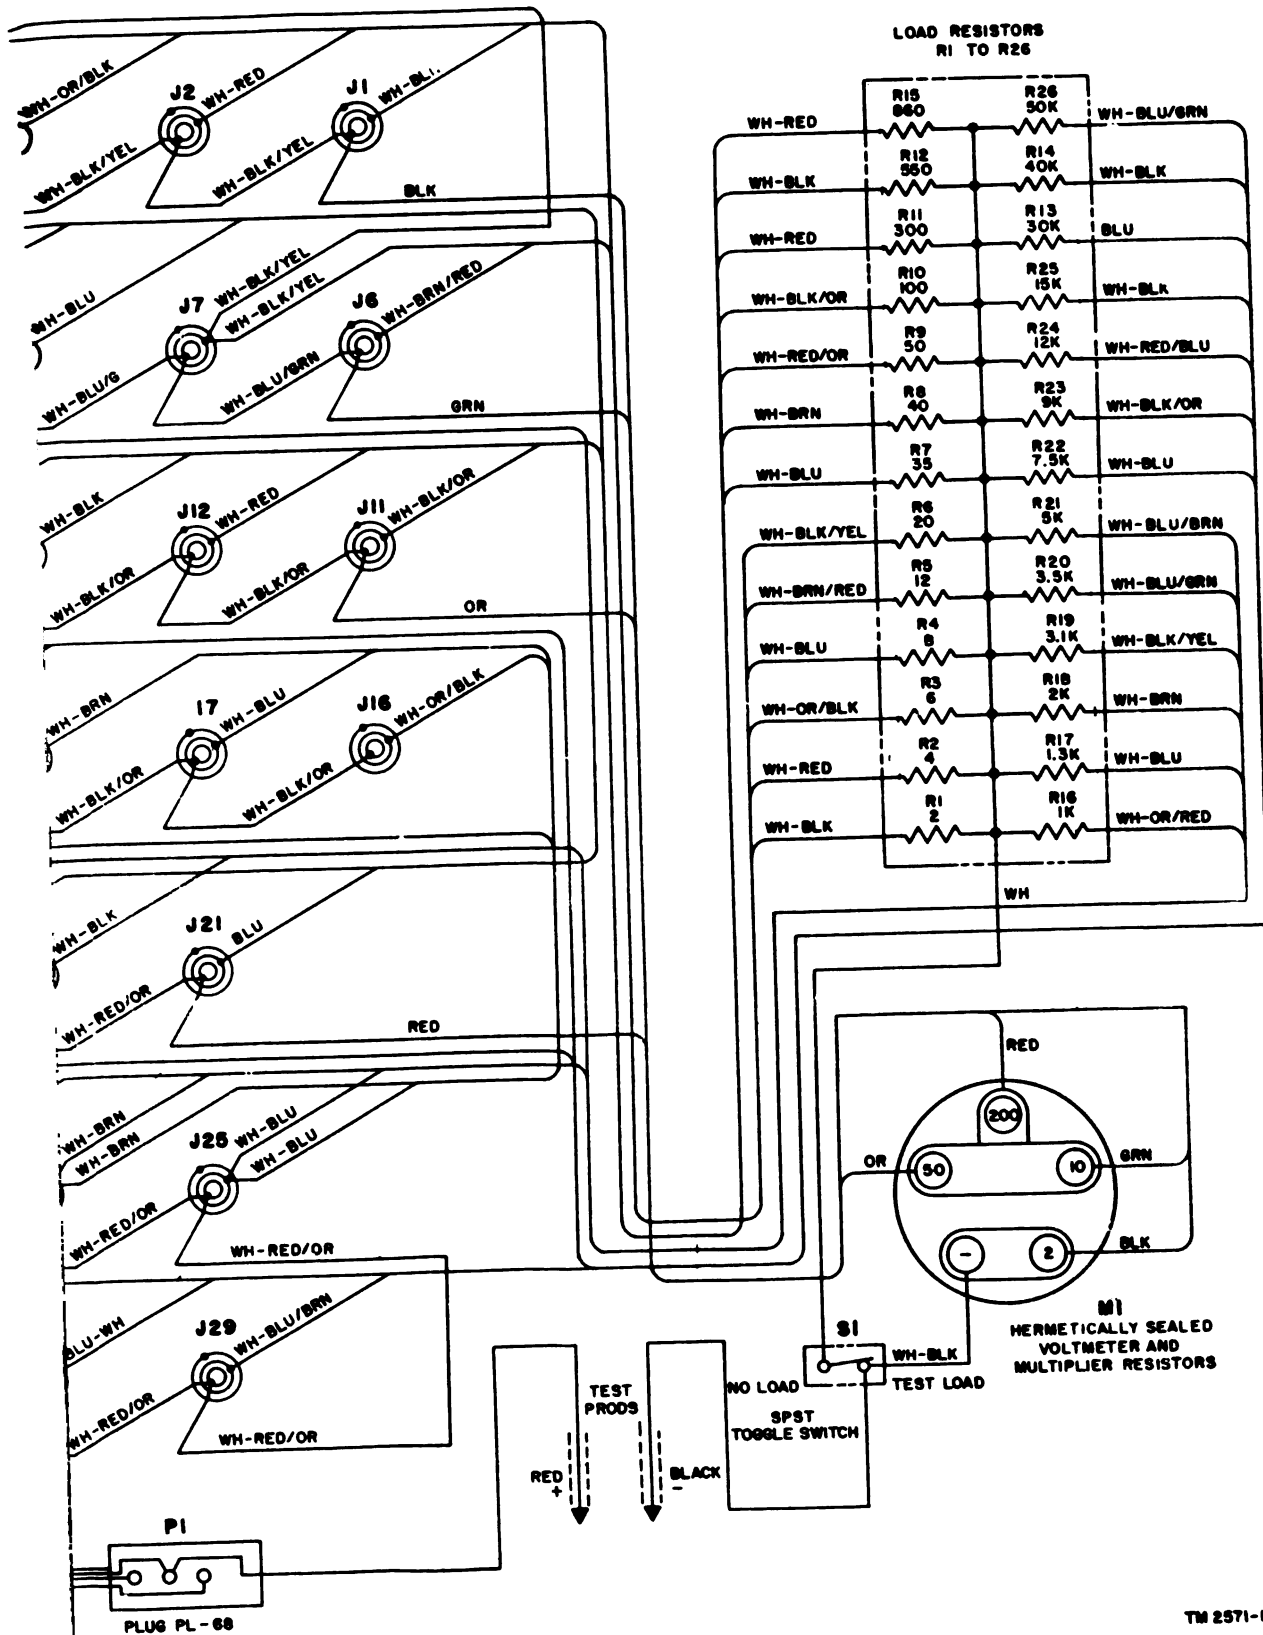 LOAD RESISTORS
R1 TO R26
WH-OR/BLK
J2
WH-RED
J1
WH-BLK/YEL
WH-BLK/YEL
BLK
WH-BLU
J7
WH-BLK/YEL
WH-BLK/YEL
J6
WH-BRN/RED
WH-BLU/G
WH-BLU/GRN
GRN
WH-BLK
J12
WH-RED
J11
WH-BLK/OR
WH-BLK/OR
WH-BLK/OR
OR
WH-BRN
17
WH-BLU
J16
WH-OR/BLK
WH-BLK/OR
WH-BLK/OR
WH-BLK
J21
BLU
WH-RED/OR
RED
WH-BRN
WH-BRN
J25
WH-BLU
WH-BLU
WH-RED/OR
WH-RED/OR
BLU-WH
J29
WH-BLU/BRN
WH-RED/OR
WH-RED/OR
P1
PLUG PL-68
WH-RED
R15
860
R26
50K
WH-BLU/GRN
WH-BLK
R12
550
R14
40K
WH-BLK
WH-RED
R11
300
R13
30K
BLU
WH-BLK/OR
R10
100
R25
15K
WH-BLK
WH-RED/OR
R9
50
R24
12K
WH-RED/BLU
WH-BRN
R8
40
R23
9K
WH-BLK/OR
WH-BLU
R7
35
R22
7.5K
WH-BLU
WH-BLK/YEL
R6
20
R21
5K
WH-BLU/BRN
WH-BRN/RED
R5
12
R20
3.5K
WH-BLU/GRN
WH-BLU
R4
8
R19
3.1K
WH-BLK/YEL
WH-OR/BLK
R3
6
R18
2K
WH-BRN
WH-RED
R2
4
R17
1.3K
WH-BLU
WH-BLK
R1
2
R16
1K
WH-OR/RED
WH
RED
200
OR
50
10
GRN
-
2
BLK
M1
HERMETICALLY SEALED
VOLTMETER AND
MULTIPLIER RESISTORS
S1
WH-BLK
NO LOAD
TEST LOAD
SPST
TOGGLE SWITCH
TEST
PRODS
RED
+
BLACK
-
TM 2571-